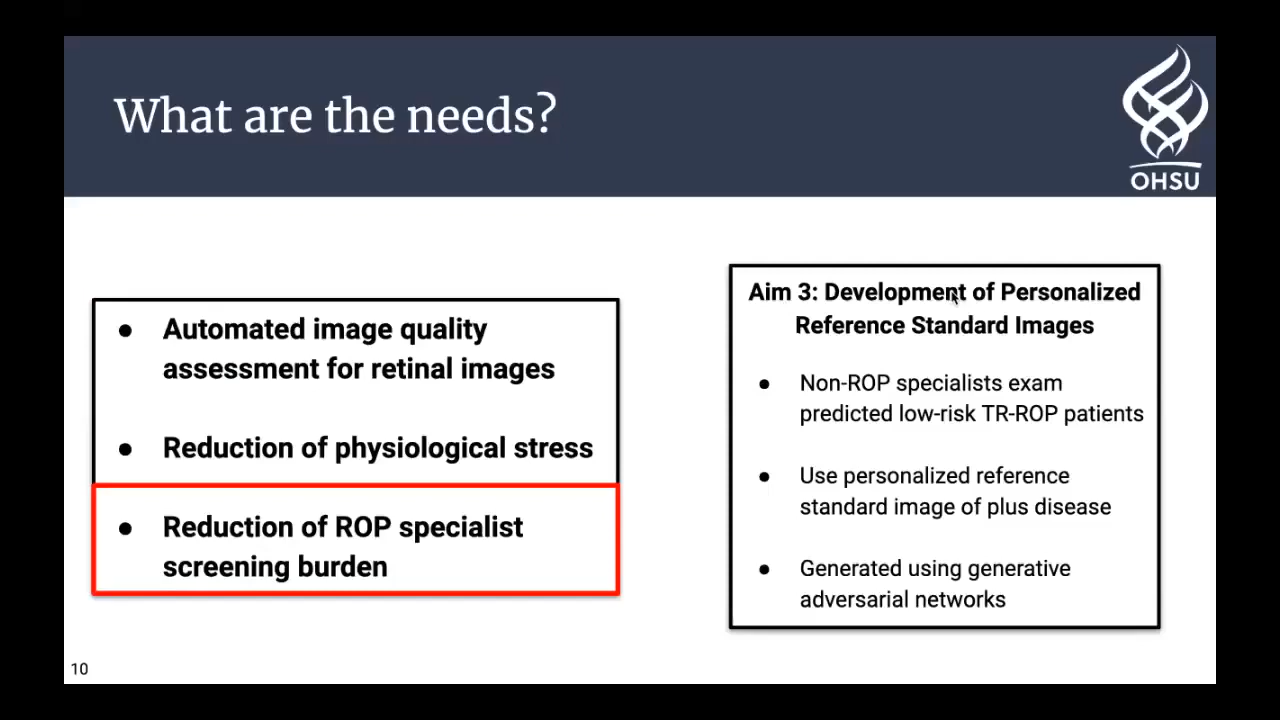 What are the needs?
OHSU
● Automated image quality
assessment for retinal images
● Reduction of physiological stress
● Reduction of ROP specialist
screening burden
Aim 3: Development of Personalized
Reference Standard Images
● Non-ROP specialists exam
predicted low-risk TR-ROP patients
● Use personalized reference
standard image of plus disease
● Generated using generative
adversarial networks
10